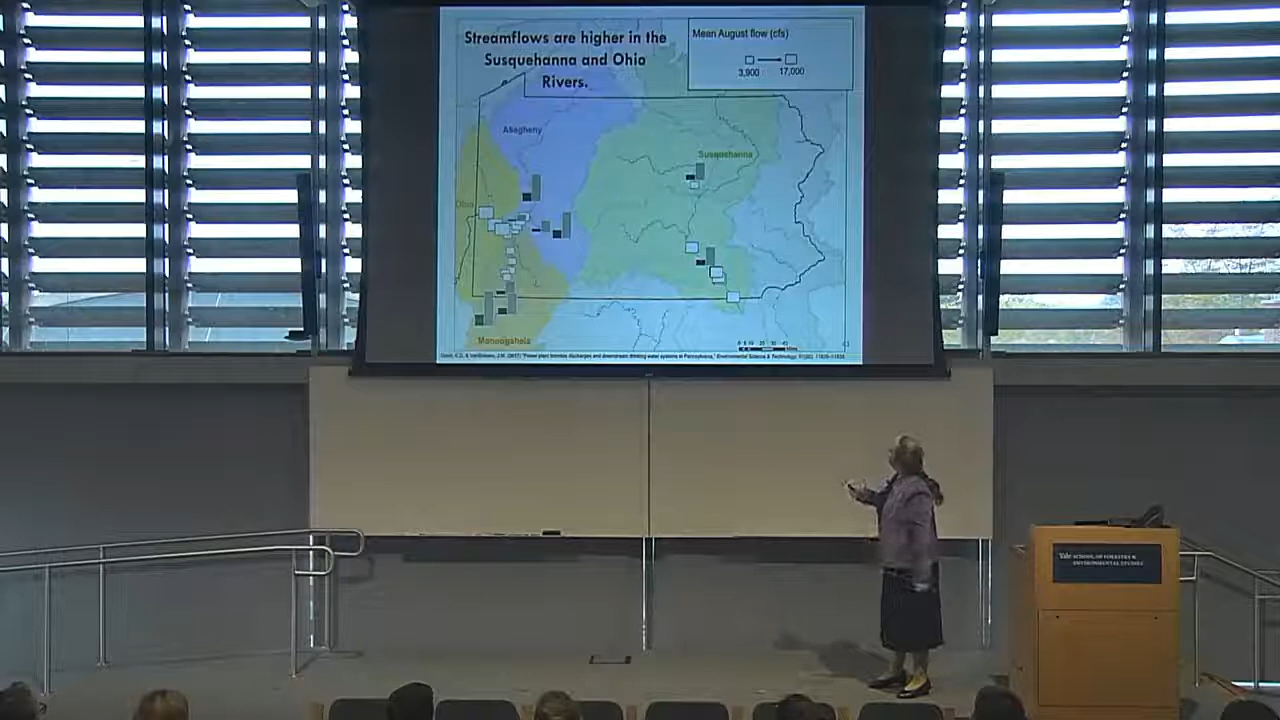 Streamflows are higher in the
Susquehanna and Ohio
Rivers.
Mean August flow (cfs)
3,900
17,000
Allegheny
Susquehanna
Ohio
Monongahela
Yale SCHOOL OF FORESTRY &
ENVIRONMENTAL STUDIES